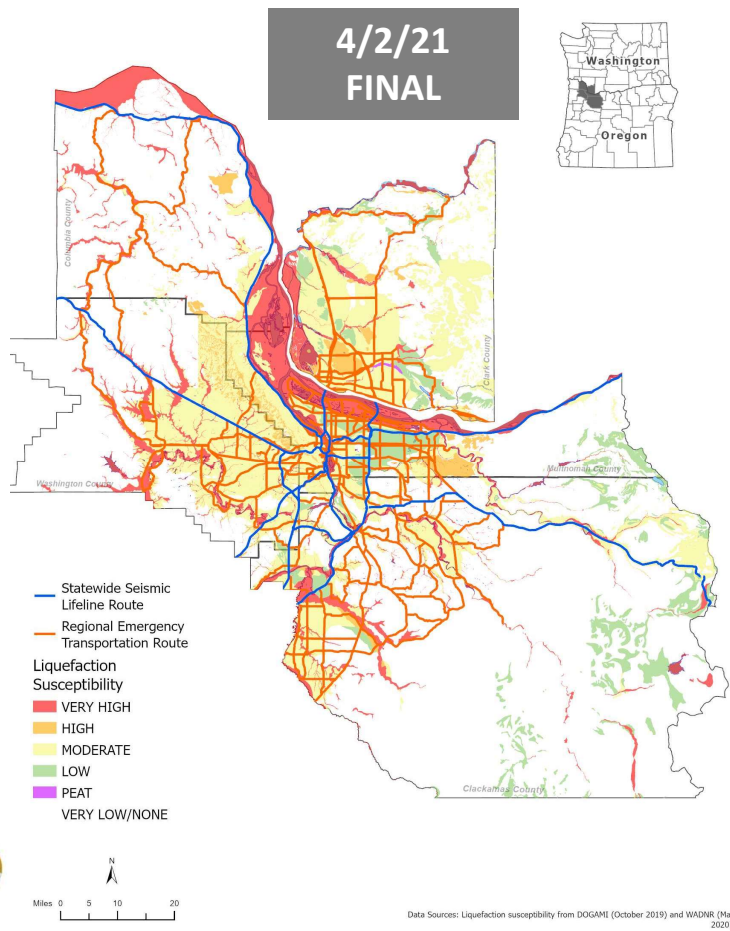 4/2/21
FINAL
Washington
Oregon
Columbia County
Clark County
Multnomah County
Washington County
Statewide Seismic
Lifeline Route
Regional Emergency
Transportation Route
Liquefaction
Susceptibility
VERY HIGH
HIGH
MODERATE
LOW
PEAT
VERY LOW/NONE
Clackamas County
N
Miles 0 5 10 20
Data Sources: Liquefaction susceptibility from DOGAMI (October 2019) and WADNR (Ma
2020